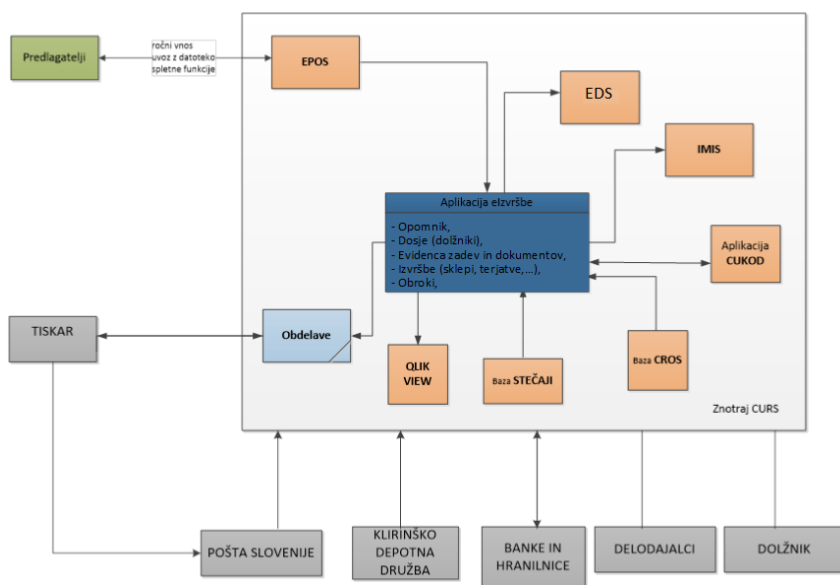 Predlagatelji
ročni vnos
uvoz z datoteko
spletne funkcije
EPOS
EDS
IMIS
Aplikacija eIzvršbe
- Opomnik,
- Dosje (dolžniki),
- Evidenca zadev in dokumentov,
- Izvršbe (sklepi, terjatve,...),
- Obroki,
Aplikacija
CUKOD
TISKAR
Obdelave
QLIK
VIEW
Baza STEČAJI
Baza CROS
Znotraj CURS
POŠTA SLOVENIJE
KLIRINŠKO
DEPOTNA
DRUŽBA
BANKE IN
HRANILNICE
DELODAJALCI
DOLŽNIK